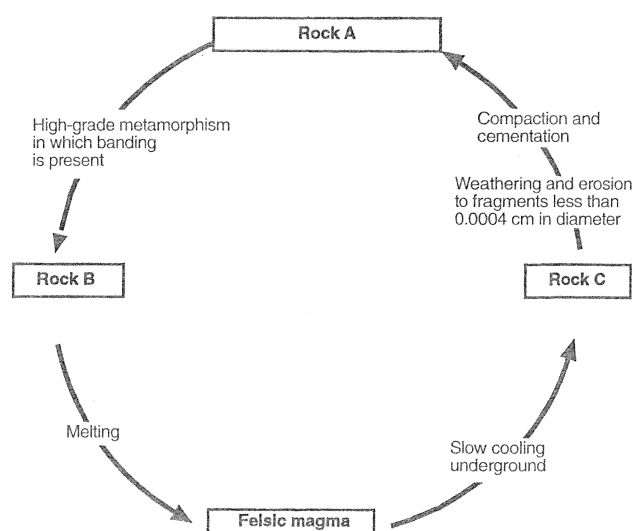 Rock A
High-grade metamorphism
in which banding
is present
Compaction and
cementation
Weathering and erosion
to fragments less than
0.0004 cm in diameter
Rock B
Rock C
Melting
Slow cooling
underground
Felsic magma